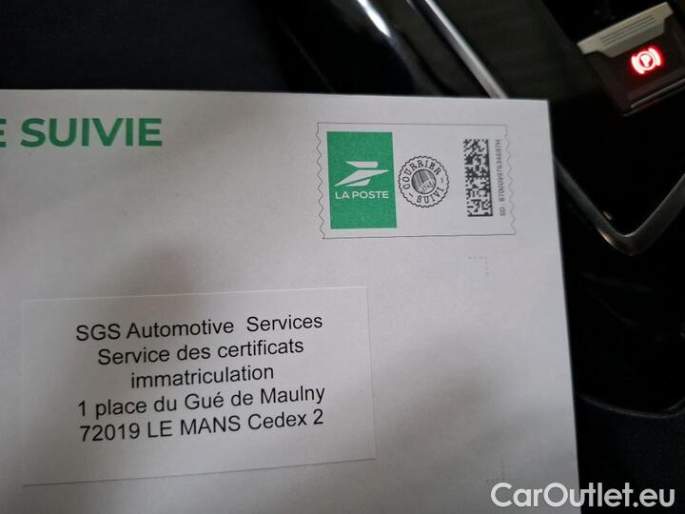 E SUIVIE
LA POSTE
COURRIER
SUIVI
SGS Automotive Services
Service des certificats
immatriculation
1 place du Gué de Maulny
72019 LE MANS Cedex 2
P
CarOutlet.eu